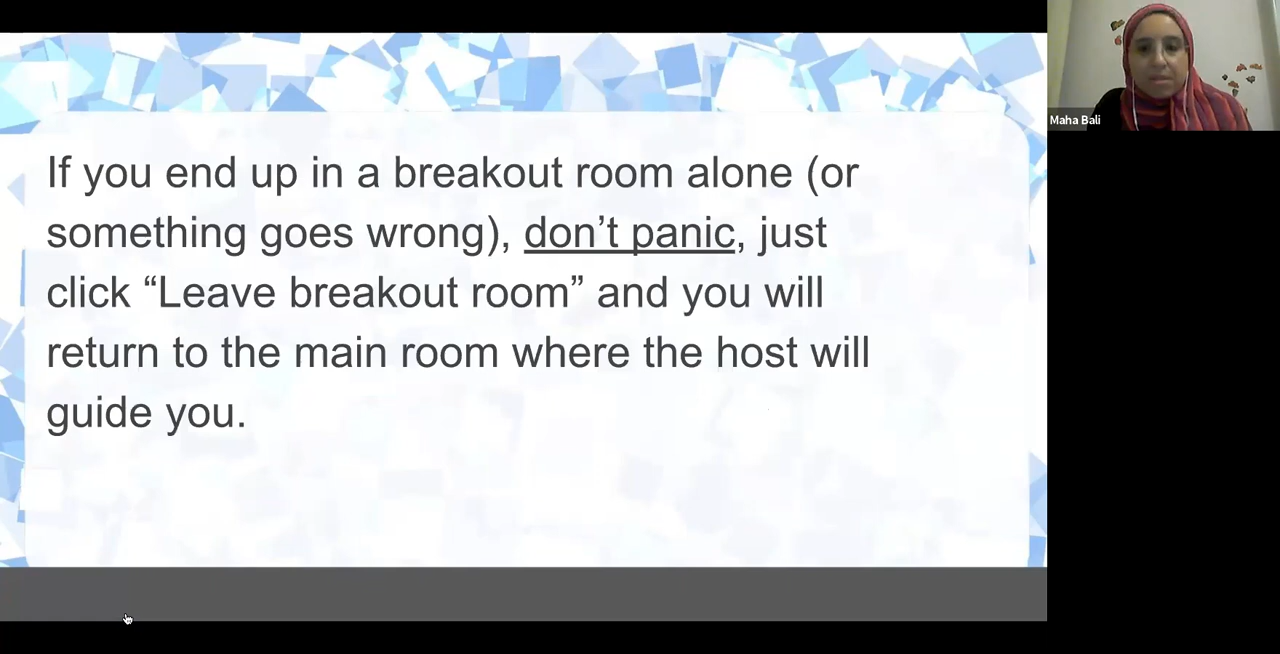 If you end up in a breakout room alone (or
something goes wrong), don’t panic, just
click “Leave breakout room” and you will
return to the main room where the host will
guide you.
Maha Bali